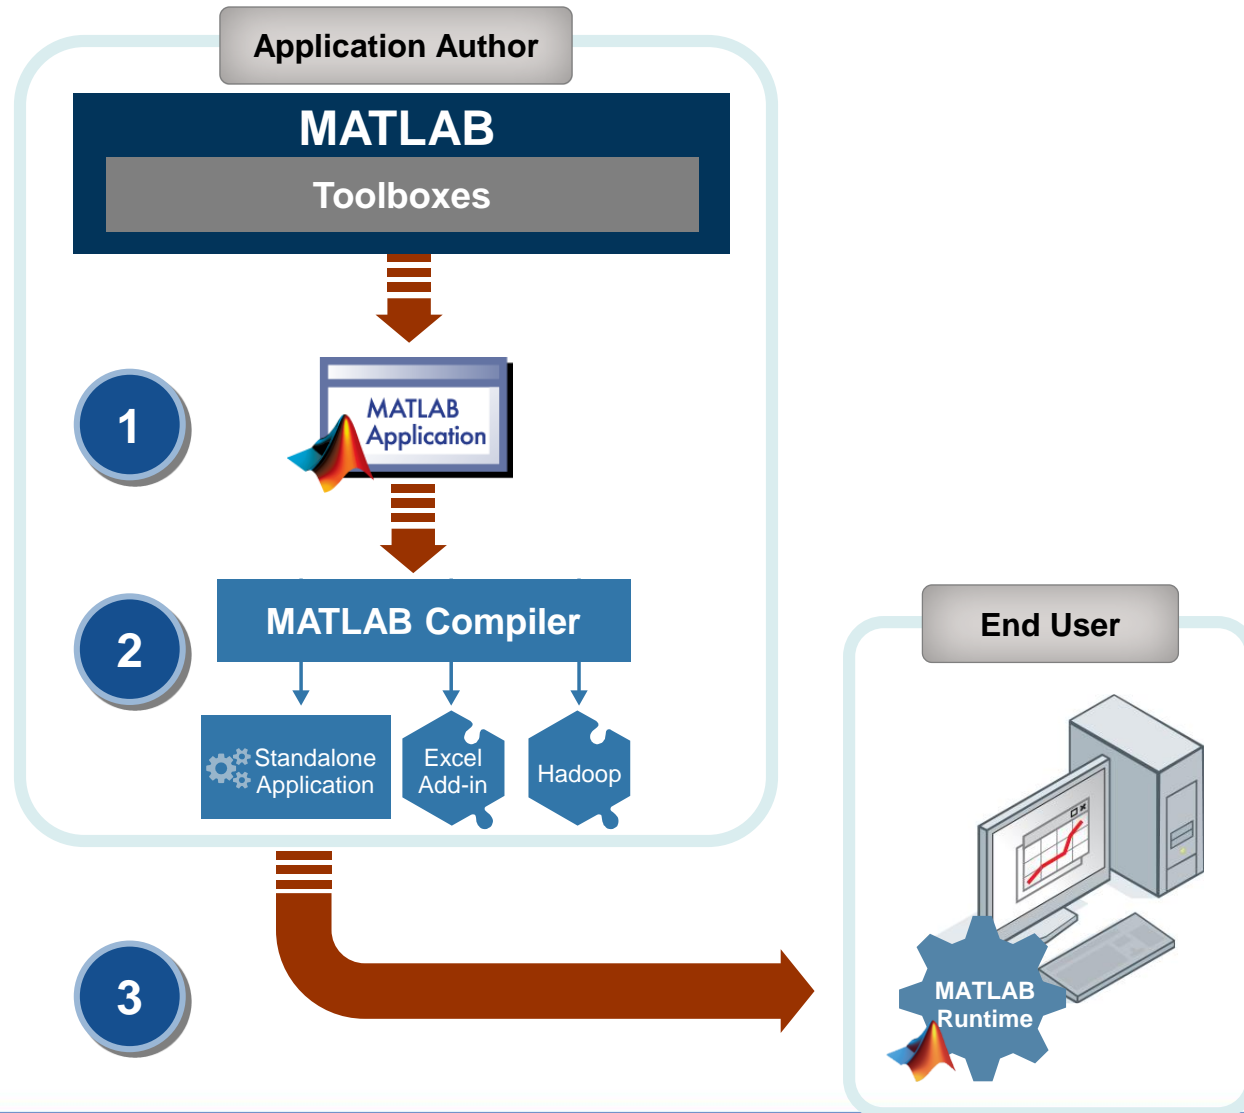 Application Author
MATLAB
Toolboxes
1
MATLAB
Application
2
MATLAB Compiler
Standalone
Application
Excel
Add-in
Hadoop
End User
3
MATLAB
Runtime